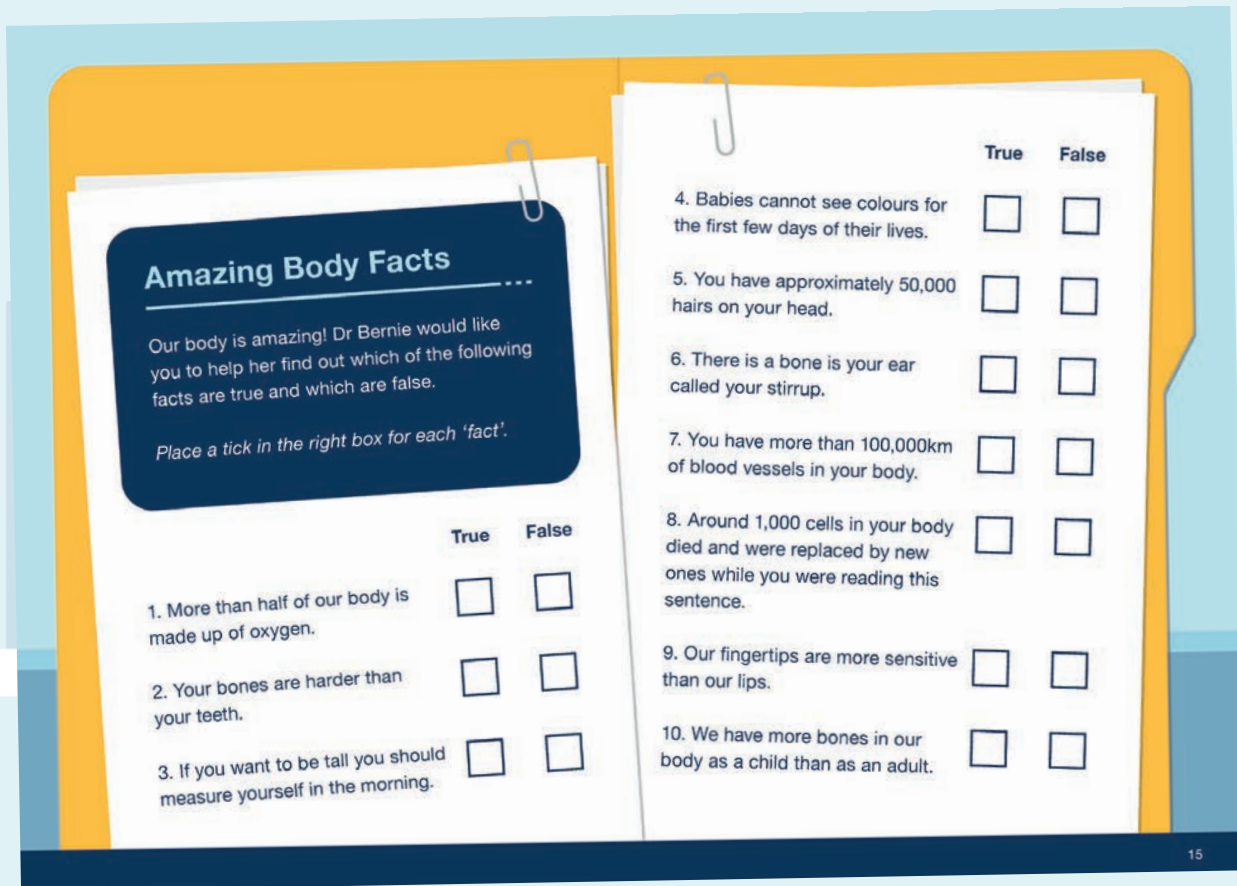 Amazing Body Facts
Our body is amazing! Dr Bernie would like
you to help her find out which of the following
facts are true and which are false.
Place a tick in the right box for each ‘fact’.
True False
1. More than half of our body is
made up of oxygen.
2. Your bones are harder than
your teeth.
3. If you want to be tall you should
measure yourself in the morning.
True False
4. Babies cannot see colours for
the first few days of their lives.
5. You have approximately 50,000
hairs on your head.
6. There is a bone is your ear
called your stirrup.
7. You have more than 100,000km
of blood vessels in your body.
8. Around 1,000 cells in your body
died and were replaced by new
ones while you were reading this
sentence.
9. Our fingertips are more sensitive
than our lips.
10. We have more bones in our
body as a child than as an adult.
15